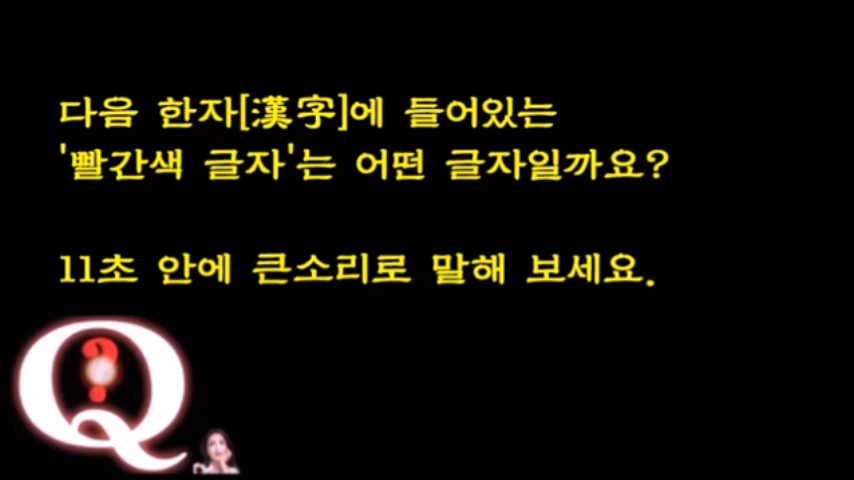 다음 한자[漢字]에 들어있는
'빨간색 글자'는 어떤 글자일까요?
11초 안에 큰소리로 말해 보세요.
Q?